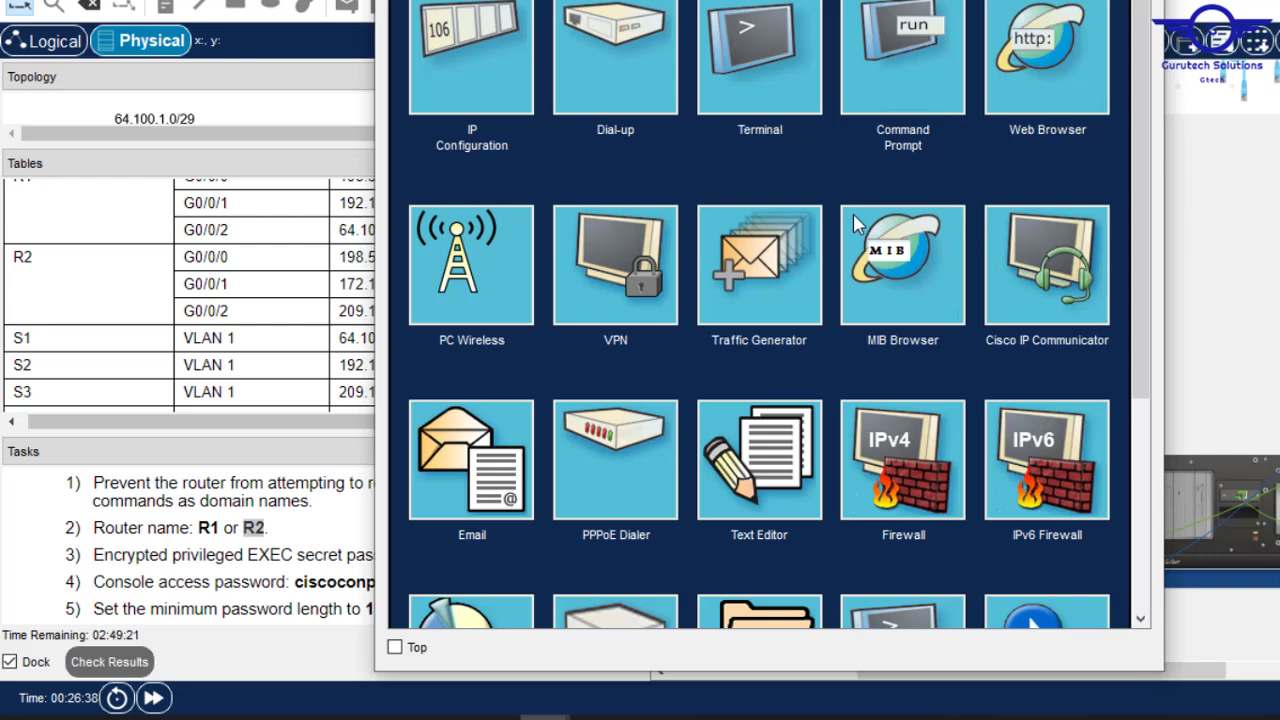 106
>
run
http:
Gurutech Solutions
Gtech
Logical
Physical
x:, y:
Topology
64.100.1.0/29
Tables
G0/0/1
192.1
G0/0/2
64.10
R2
G0/0/0
198.5
G0/0/1
172.1
G0/0/2
209.1
S1
VLAN 1
64.10
S2
VLAN 1
192.1
S3
VLAN 1
209.1
Tasks
1) Prevent the router from attempting to r
commands as domain names.
2) Router name: R1 or R2.
3) Encrypted privileged EXEC secret pas
4) Console access password: ciscoconp
5) Set the minimum password length to 1
Time Remaining: 02:49:21
Dock
Check Results
Time: 00:26:38
IP
Configuration
Dial-up
Terminal
Command
Prompt
Web Browser
MIB
PC Wireless
VPN
Traffic Generator
MIB Browser
Cisco IP Communicator
@
IPv4
IPv6
Email
PPPoE Dialer
Text Editor
Firewall
IPv6 Firewall
>
Top